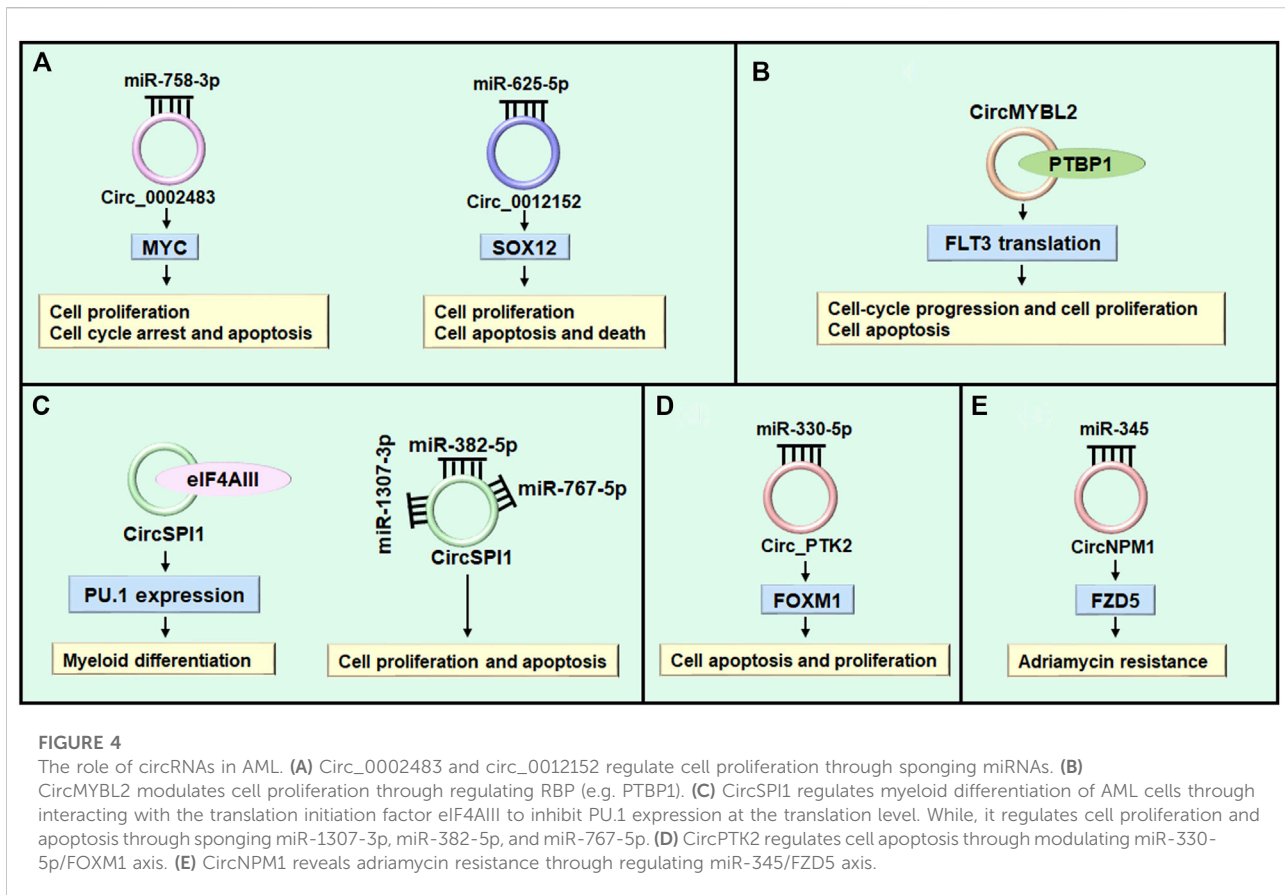 A
miR-758-3p
Circ_0002483
MYC
Cell proliferation
Cell cycle arrest and apoptosis
miR-625-5p
Circ_0012152
SOX12
Cell proliferation
Cell apoptosis and death
B
CircMYBL2
PTBP1
FLT3 translation
Cell-cycle progression and cell proliferation
Cell apoptosis
C
eIF4AIII
CircSPI1
PU.1 expression
Myeloid differentiation
miR-1307-3p
miR-382-5p
miR-767-5p
CircSPI1
Cell proliferation and apoptosis
D
miR-330-5p
Circ_PTK2
FOXM1
Cell apoptosis and proliferation
E
miR-345
CircNPM1
FZD5
Adriamycin resistance
FIGURE 4
The role of circRNAs in AML. (A) Circ_0002483 and circ_0012152 regulate cell proliferation through sponging miRNAs. (B)
CircMYBL2 modulates cell proliferation through regulating RBP (e.g. PTBP1). (C) CircSPI1 regulates myeloid differentiation of AML cells through
interacting with the translation initiation factor eIF4AIII to inhibit PU.1 expression at the translation level. While, it regulates cell proliferation and
apoptosis through sponging miR-1307-3p, miR-382-5p, and miR-767-5p. (D) CircPTK2 regulates cell apoptosis through modulating miR-330-
5p/FOXM1 axis. (E) CircNPM1 reveals adriamycin resistance through regulating miR-345/FZD5 axis.